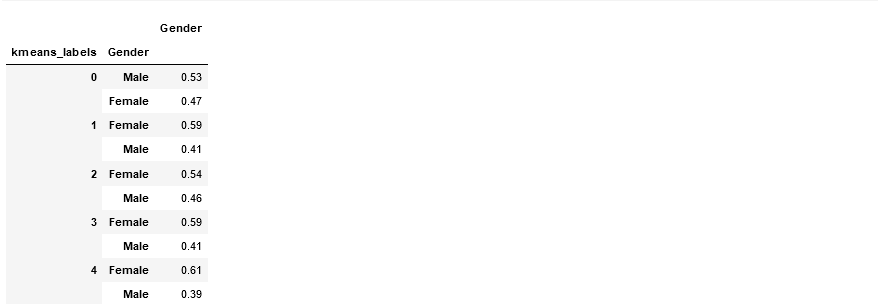 Gender
kmeans_labels Gender
0 Male 0.53
Female 0.47
1 Female 0.59
Male 0.41
2 Female 0.54
Male 0.46
3 Female 0.59
Male 0.41
4 Female 0.61
Male 0.39